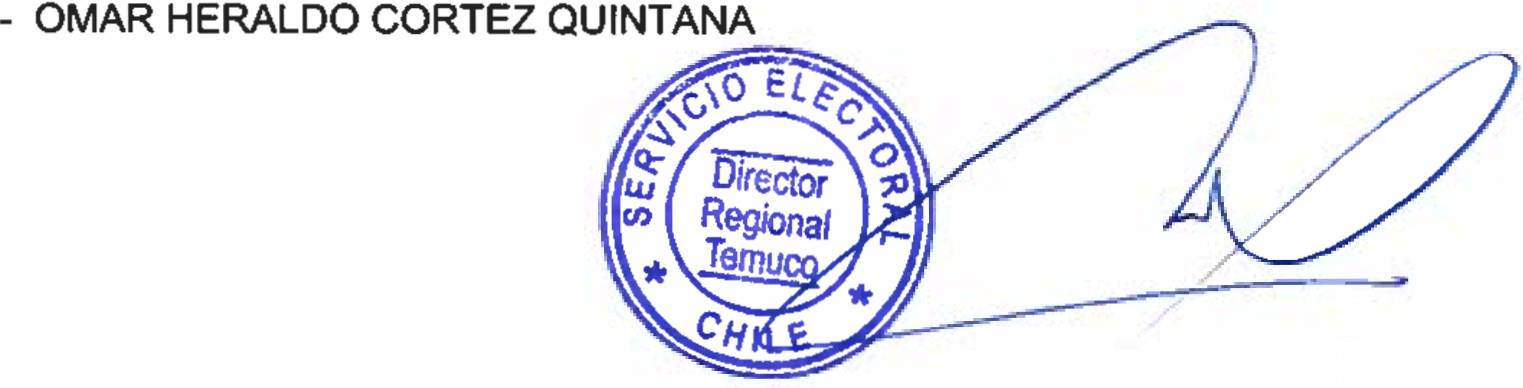 - OMAR HERALDO CORTEZ QUINTANA
SERVICIO ELECTORAL
Director
Regional
Temuco
* CHILE *